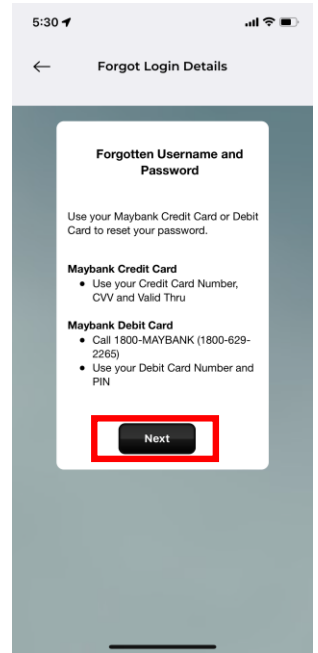 5:30
Forgot Login Details
Forgotten Username and
Password
Use your Maybank Credit Card or Debit
Card to reset your password.
Maybank Credit Card
• Use your Credit Card Number,
CVV and Valid Thru
Maybank Debit Card
• Call 1800-MAYBANK (1800-629-
2265)
• Use your Debit Card Number and
PIN
Next